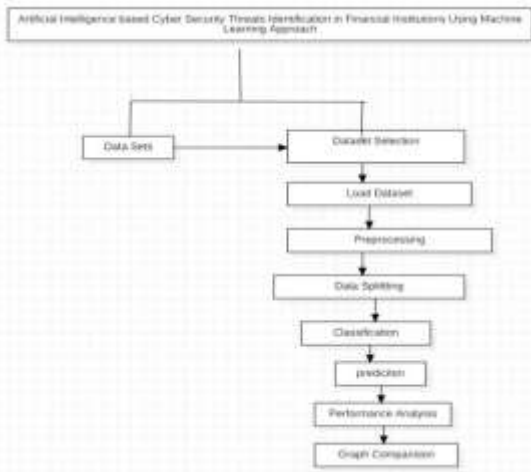 Artificial Intelligence based Cyber Security Threats Identification in Financial Institutions Using Machine
Learning Approach
Data Sets
Dataset Selection
Load Dataset
Preprocessing
Data Splitting
Classification
prediction
Performance Analysis
Graph Comparison